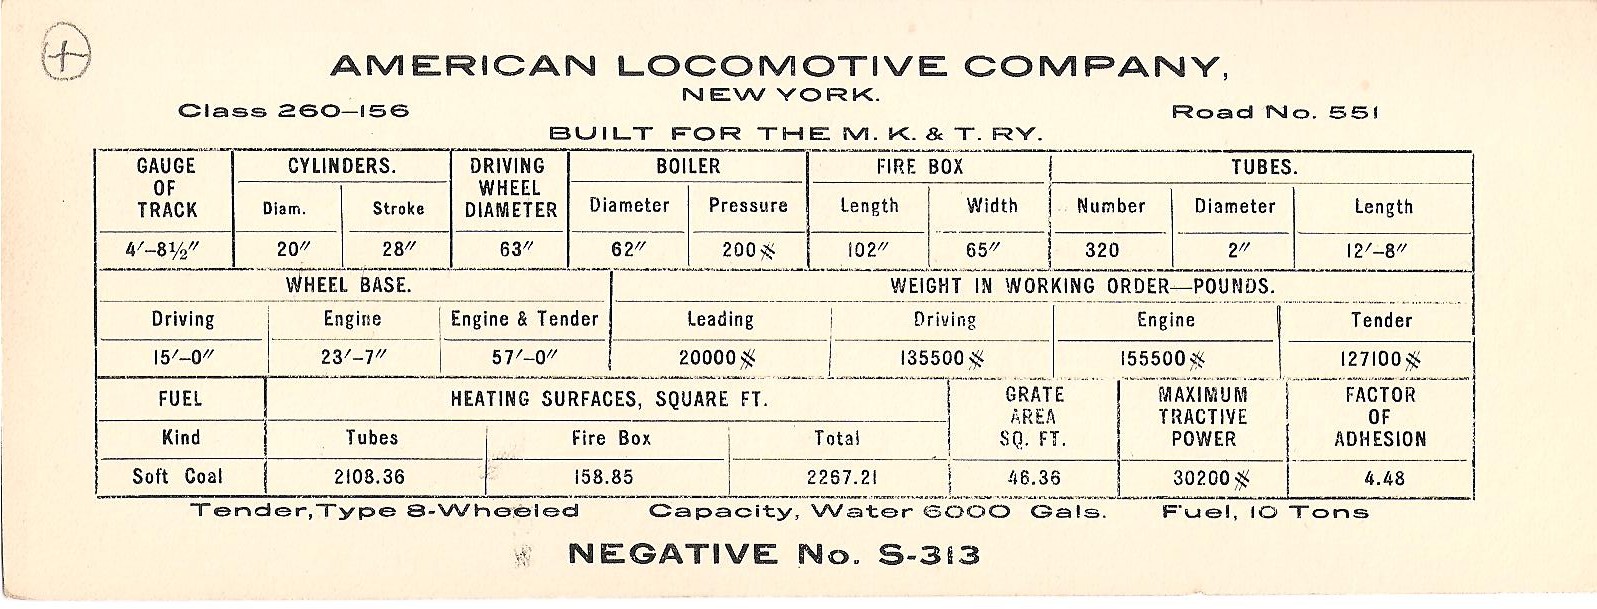 AMERICAN LOCOMOTIVE COMPANY,
NEW YORK.
Class 260–156 Road No. 551
BUILT FOR THE M. K. & T. RY.
GAUGE OF TRACK CYLINDERS. DRIVING WHEEL DIAMETER BOILER FIRE BOX TUBES.
Diam. Stroke Diameter Pressure Length Width Number Diameter Length
4′–8½″ 20″ 28″ 63″ 62″ 200# 102″ 65″ 320 2″ 12′–8″
WHEEL BASE. WEIGHT IN WORKING ORDER—POUNDS.
Driving Engine Engine & Tender Leading Driving Engine Tender
15′–0″ 23′–7″ 57′–0″ 20000# 135500# 155500# 127100#
FUEL HEATING SURFACES, SQUARE FT. GRATE AREA SQ. FT. MAXIMUM TRACTIVE POWER FACTOR OF ADHESION
Kind Tubes Fire Box Total
Soft Coal 2108.36 158.85 2267.21 46.36 30200# 4.48
Tender, Type 8-Wheeled Capacity, Water 6000 Gals. Fuel, 10 Tons
NEGATIVE No. S-313